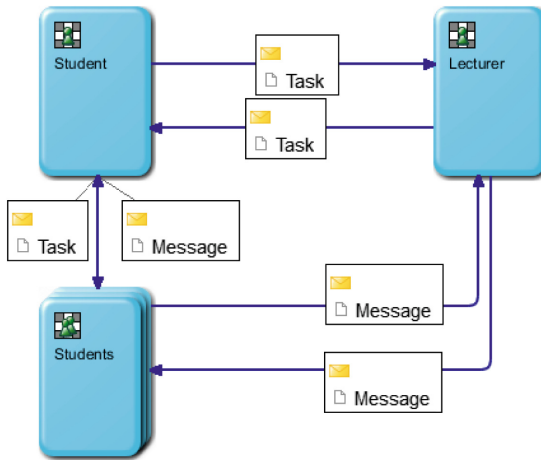 Student
Lecturer
Task
Task
Task
Message
Students
Message
Message